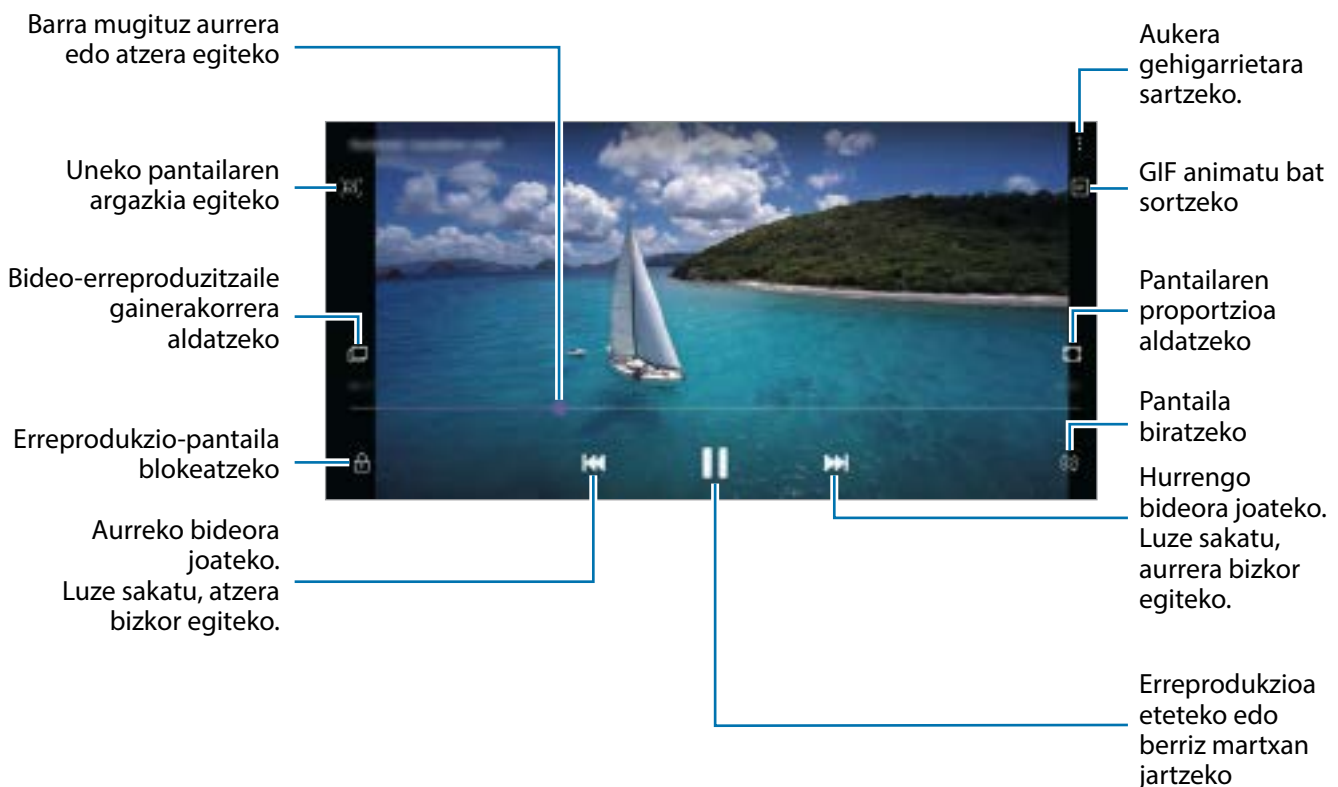 Barra mugituz aurrera
edo atzera egiteko
Uneko pantailaren
argazkia egiteko
Bideo-erreproduzitzaile
gainerakorrera
aldatzeko
Erreprodukzio-pantaila
blokeatzeko
Aurreko bideora
joateko.
Luze sakatu, atzera
bizkor egiteko.
Aukera
gehigarrietara
sartzeko.
GIF animatu bat
sortzeko
Pantailaren
proportzioa
aldatzeko
Pantaila
biratzeko
Hurrengo
bideora joateko.
Luze sakatu,
aurrera bizkor
egiteko.
Erreprodukzioa
eteteko edo
berriz martxan
jartzeko